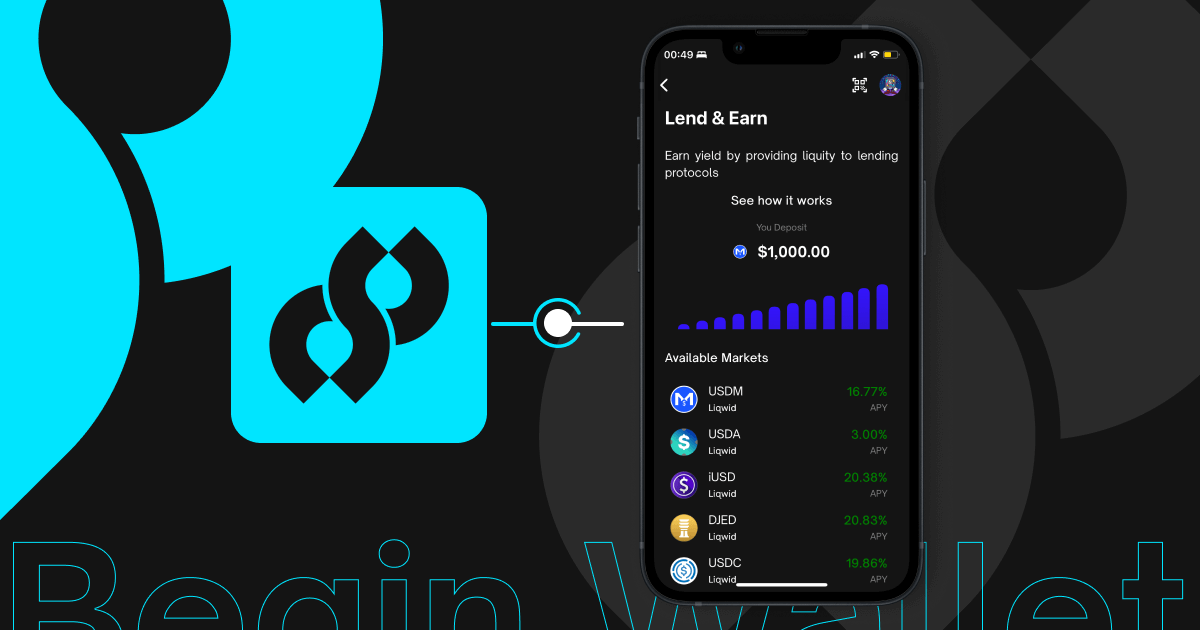 00:49
Lend & Earn
Earn yield by providing liquity to lending
protocols
See how it works
You Deposit
$1,000.00
Available Markets
USDM 16.77%
Liqwid APY
USDA 3.00%
Liqwid APY
iUSD 20.38%
Liqwid APY
DJED 20.83%
Liqwid APY
USDC 19.86%
Liqwid APY
Begin Wallet